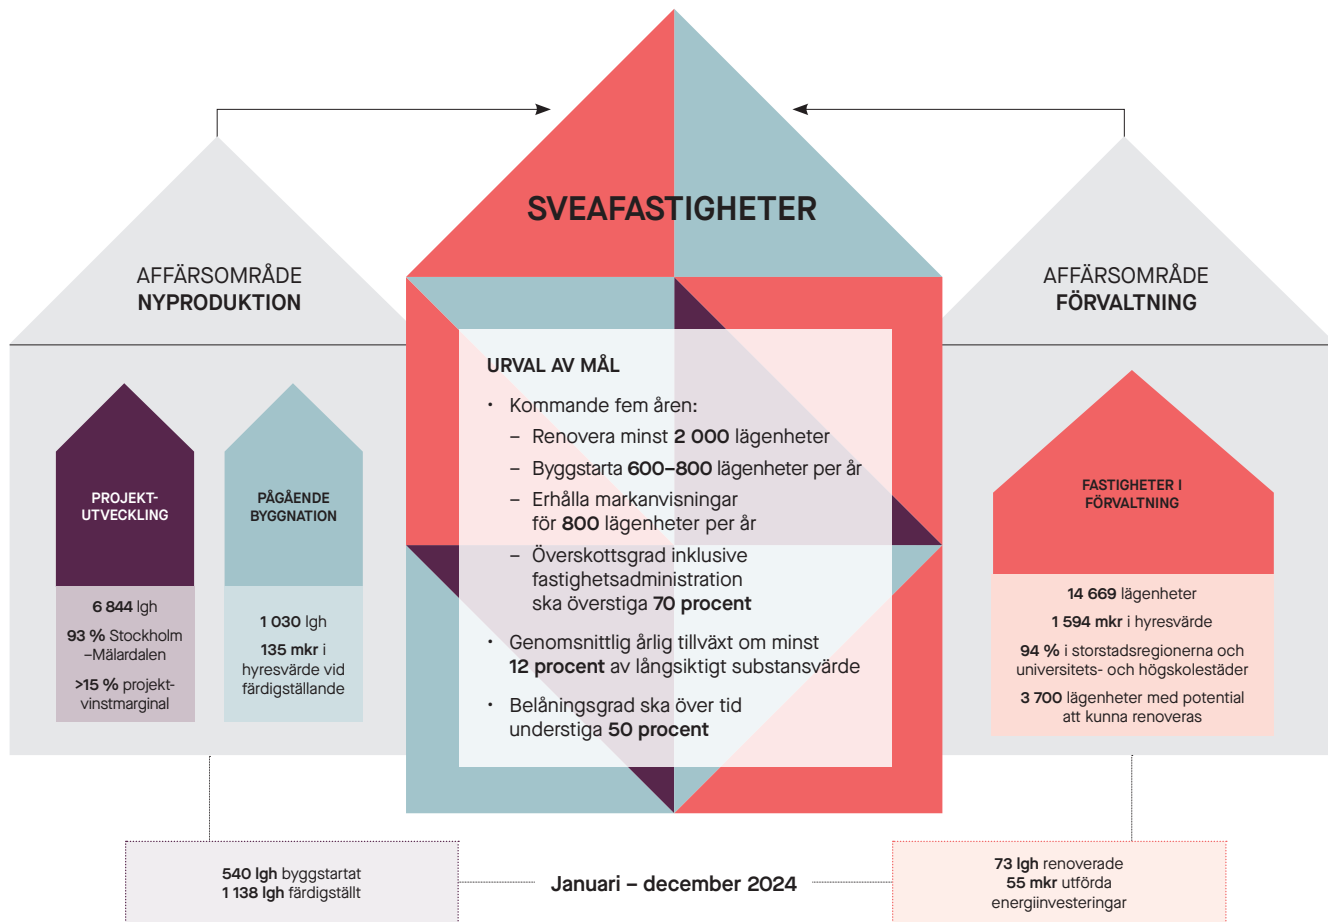 SVEAFASTIGHETER
AFFÄRSOMRÅDE
NYPRODUKTION
PROJEKT-
UTVECKLING
6 844 lgh
93 % Stockholm
–Mälardalen
>15 % projekt-
vinstmarginal
PÅGÅENDE
BYGGNATION
1 030 lgh
135 mkr i
hyresvärde vid
färdigställande
URVAL AV MÅL
• Kommande fem åren:
– Renovera minst 2 000 lägenheter
– Byggstarta 600–800 lägenheter per år
– Erhålla markanvisningar
för 800 lägenheter per år
– Överskottsgrad inklusive
fastighetsadministration
ska överstiga 70 procent
• Genomsnittlig årlig tillväxt om minst
12 procent av långsiktigt substansvärde
• Belåningsgrad ska över tid
understiga 50 procent
AFFÄRSOMRÅDE
FÖRVALTNING
FASTIGHETER I
FÖRVALTNING
14 669 lägenheter
1 594 mkr i hyresvärde
94 % i storstadsregionerna och
universitets- och högskolestäder
3 700 lägenheter med potential
att kunna renoveras
540 lgh byggstartat
1 138 lgh färdigställt
Januari – december 2024
73 lgh renoverade
55 mkr utförda
energiinvesteringar